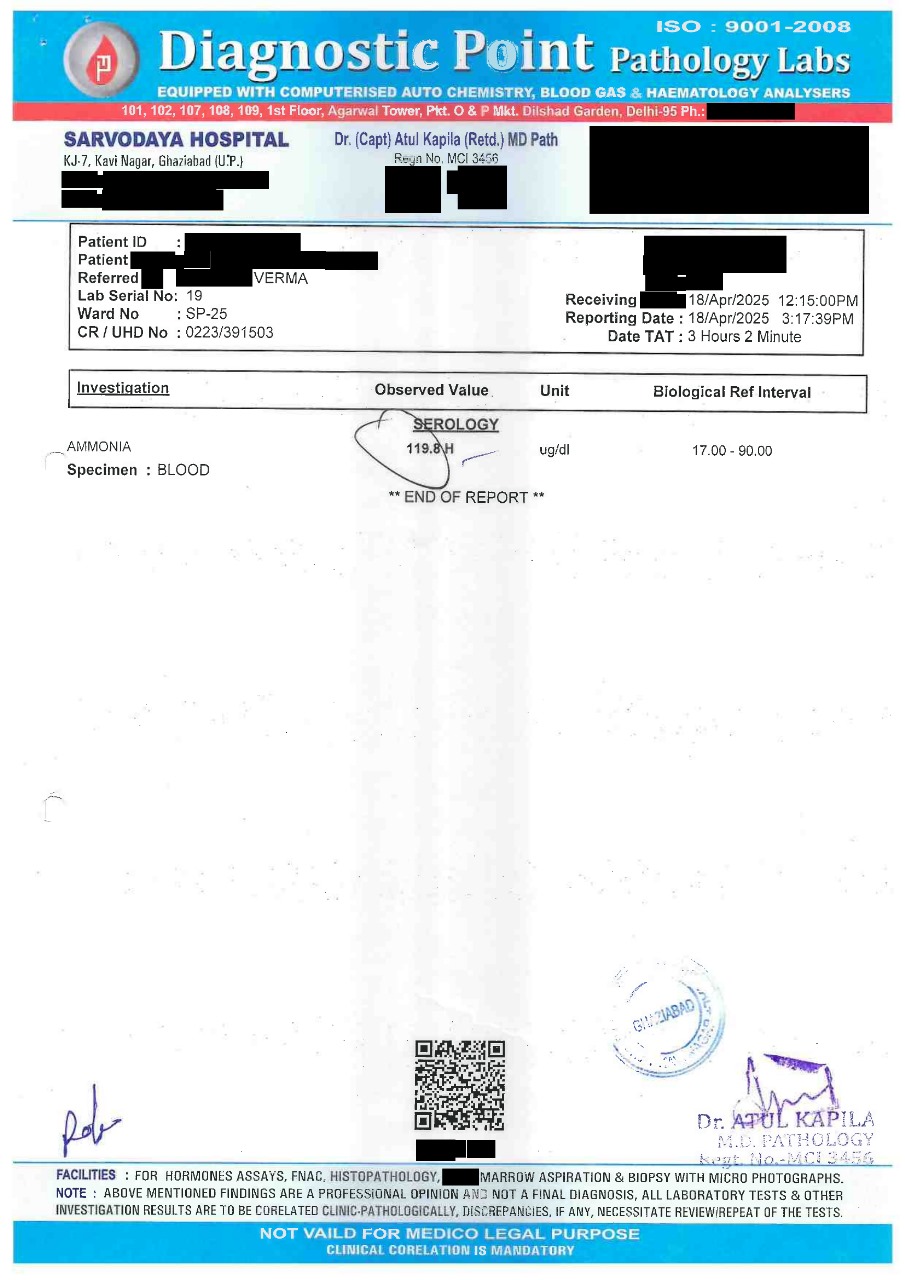 ISO : 9001-2008
Diagnostic Point Pathology Labs
EQUIPPED WITH COMPUTERISED AUTO CHEMISTRY, BLOOD GAS & HAEMATOLOGY ANALYSERS
101, 102, 107, 108, 109, 1st Floor, Agarwal Tower, Pkt. O & P Mkt. Dilshad Garden, Delhi-95 Ph.:
SARVODAYA HOSPITAL
KJ-7, Kavi Nagar, Ghaziabad (U.P.)
Dr. (Capt) Atul Kapila (Retd.) MD Path
Regn No. MCI 3456
Patient ID :
Patient
Referred VERMA
Lab Serial No: 19
Ward No : SP-25
CR / UHD No : 0223/391503
Receiving 18/Apr/2025 12:15:00PM
Reporting Date : 18/Apr/2025 3:17:39PM
Date TAT : 3 Hours 2 Minute
Investigation Observed Value Unit Biological Ref Interval
SEROLOGY
AMMONIA 119.8 H ug/dl 17.00 - 90.00
Specimen : BLOOD
** END OF REPORT **
GHAZIABAD
Dr. ATUL KAPILA
M.D. PATHOLOGY
Regt. No.-MCI 3456
FACILITIES : FOR HORMONES ASSAYS, FNAC, HISTOPATHOLOGY, MARROW ASPIRATION & BIOPSY WITH MICRO PHOTOGRAPHS.
NOTE : ABOVE MENTIONED FINDINGS ARE A PROFESSIONAL OPINION AND NOT A FINAL DIAGNOSIS, ALL LABORATORY TESTS & OTHER
INVESTIGATION RESULTS ARE TO BE CORELATED CLINIC-PATHOLOGICALLY, DISCREPANCIES, IF ANY, NECESSITATE REVIEW/REPEAT OF THE TESTS.
NOT VAILD FOR MEDICO LEGAL PURPOSE
CLINICAL CORELATION IS MANDATORY